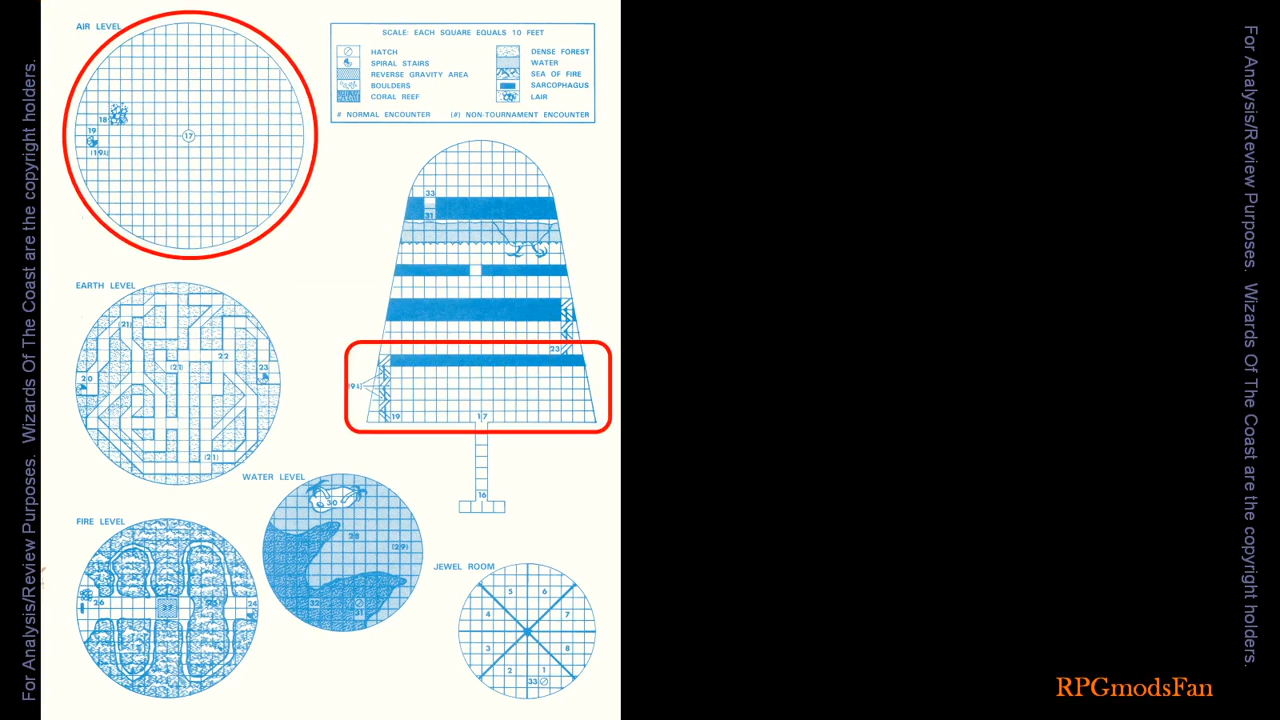 For Analysis/Review Purposes. Wizards Of The Coast are the copyright holders.
AIR LEVEL
18
19
(19A)
17
SCALE: EACH SQUARE EQUALS 10 FEET
HATCH
SPIRAL STAIRS
REVERSE GRAVITY AREA
BOULDERS
CORAL REEF
DENSE FOREST
WATER
SEA OF FIRE
SARCOPHAGUS
LAIR
# NORMAL ENCOUNTER (#) NON-TOURNAMENT ENCOUNTER
33
31
23
19
17
16
EARTH LEVEL
(21)
22
(21)
20
23
(21)
WATER LEVEL
30
28
(29)
32
31
FIRE LEVEL
26
27
(25)
24
JEWEL ROOM
5 6
4 7
3 8
2 1
33
For Analysis/Review Purposes. Wizards Of The Coast are the copyright holders.
RPGmodsFan